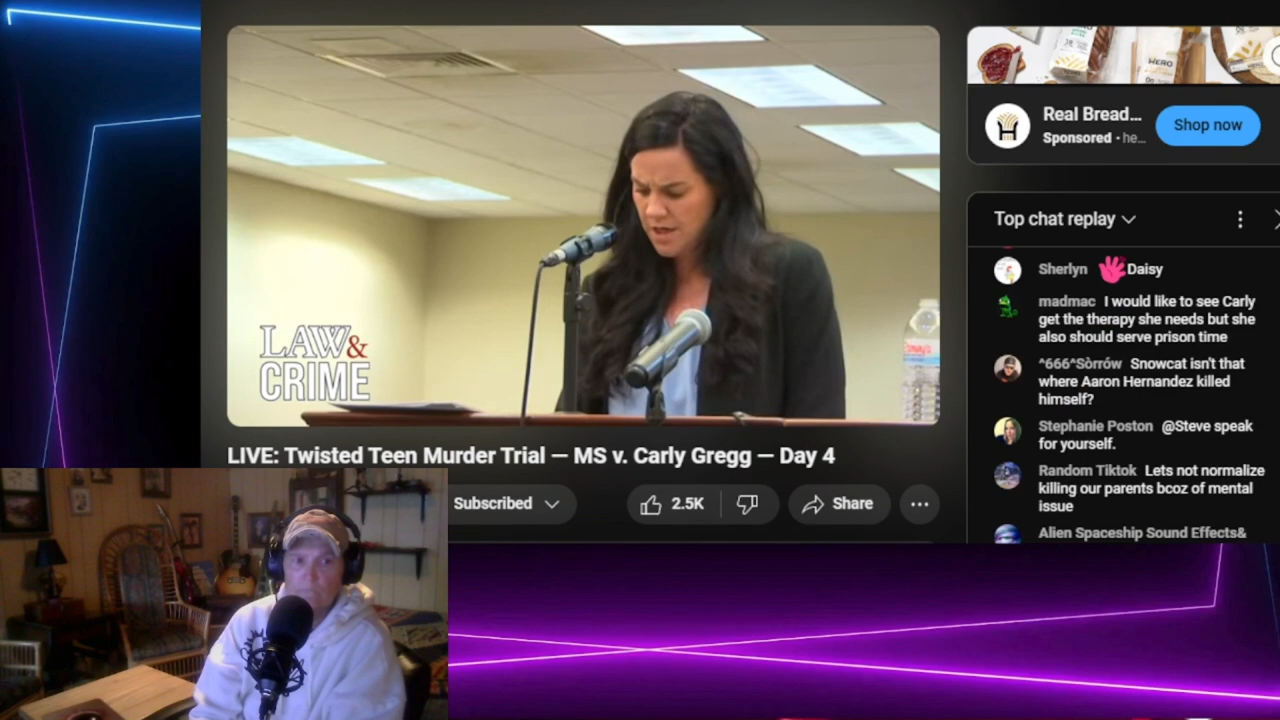 LAW&
CRIME
LIVE: Twisted Teen Murder Trial — MS v. Carly Gregg — Day 4
Subscribed
2.5K
Share
HERO
Real Bread...
Sponsored • he...
Shop now
Top chat replay
Sherlyn Daisy
madmac I would like to see Carly
get the therapy she needs but she
also should serve prison time
^666^Sòrrów Snowcat isn't that
where Aaron Hernandez killed
himself?
Stephanie Poston @Steve speak
for yourself.
Random Tiktok Lets not normalize
killing our parents bcoz of mental
issue
Alien Spaceship Sound Effects&